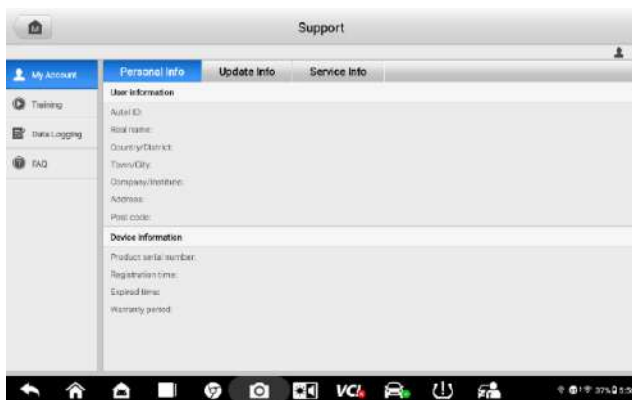 Support
My Account
Personal Info
Update Info
Service Info
User information
Training
Autel ID:
Real name:
Data Logging
Country/District:
FAQ
Town/City:
Company/Institute:
Address:
Post code:
Device information
Product serial number:
Registration time:
Expired time:
Warranty period:
VCI
37%